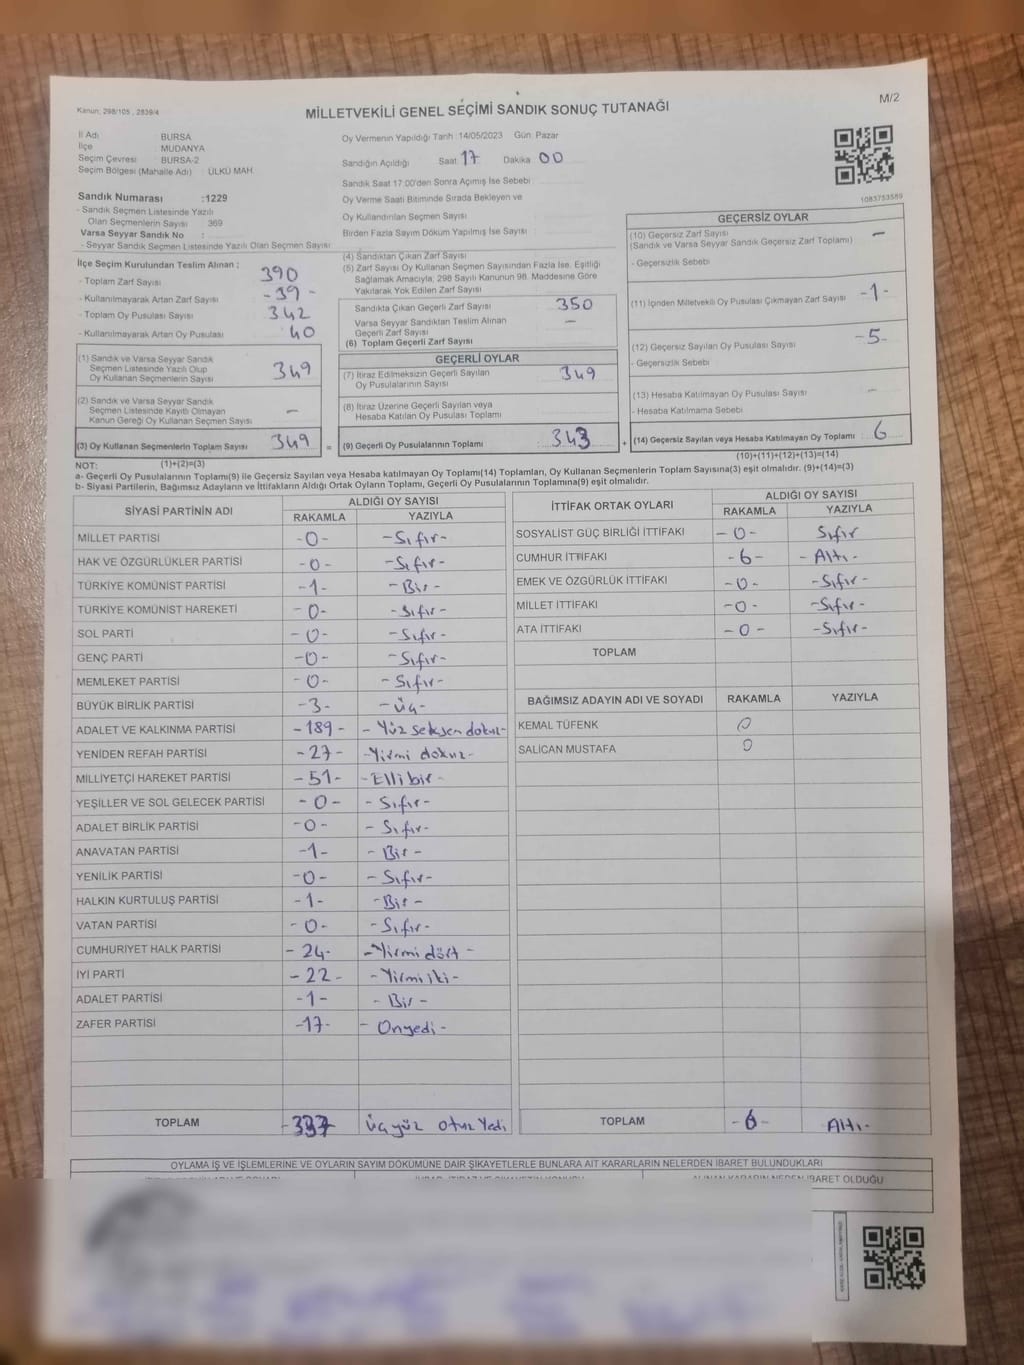 Kanun: 298/105 , 2839/4
MİLLETVEKİLİ GENEL SEÇİMİ SANDIK SONUÇ TUTANAĞI
M/2
İl Adı BURSA
İlçe MUDANYA
Seçim Çevresi BURSA-2
Seçim Bölgesi (Mahalle Adı) : ÜLKÜ MAH.
Sandık Numarası :1229
- Sandık Seçmen Listesinde Yazılı
Olan Seçmenlerin Sayısı 369
Varsa Seyyar Sandık No :
- Seyyar Sandık Seçmen Listesinde Yazılı Olan Seçmen Sayısı
Oy Vermenin Yapıldığı Tarih :14/05/2023 Gün: Pazar
Sandığın Açıldığı Saat 17 Dakika 00
Sandık Saat 17:00'den Sonra Açımış İse Sebebi
Oy Verme Saati Bitiminde Sırada Bekleyen ve
Oy Kullandırılan Seçmen Sayısı
Birden Fazla Sayım Döküm Yapılmış İse Sayısı
1083753589
İlçe Seçim Kurulundan Teslim Alınan ;
- Toplam Zarf Sayısı 390
- Kullanılmayarak Artan Zarf Sayısı -39-
- Toplam Oy Pusulası Sayısı 342
- Kullanılmayarak Artan Oy Pusulası 40
(1) Sandık ve Varsa Seyyar Sandık
Seçmen Listesinde Yazılı Olup
Oy Kullanan Seçmenlerin Sayısı 349
(2) Sandık ve Varsa Seyyar Sandık
Seçmen Listesinde Kayıtlı Olmayan
Kanun Gereği Oy Kullanan Seçmen Sayısı –
(3) Oy Kullanan Seçmenlerin Toplam Sayısı 349 =
(4) Sandıktan Çıkan Zarf Sayısı
(5) Zarf Sayısı Oy Kullanan Seçmen Sayısından Fazla İse, Eşitliği
Sağlamak Amacıyla, 298 Sayılı Kanunun 98. Maddesine Göre
Yakılarak Yok Edilen Zarf Sayısı
Sandıkta Çıkan Geçerli Zarf Sayısı 350
Varsa Seyyar Sandıktan Teslim Alınan
Geçerli Zarf Sayısı –
(6) Toplam Geçerli Zarf Sayısı
GEÇERLİ OYLAR
(7) İtiraz Edilmeksizin Geçerli Sayılan
Oy Pusulalarının Sayısı 349
(8) İtiraz Üzerine Geçerli Sayılan veya
Hesaba Katılan Oy Pusulası Toplamı
(9) Geçerli Oy Pusulalarının Toplamı 343 +
GEÇERSİZ OYLAR
(10) Geçersiz Zarf Sayısı –
(Sandık ve Varsa Seyyar Sandık Geçersiz Zarf Toplamı)
- Geçersizlik Sebebi
(11) İçinden Milletvekili Oy Pusulası Çıkmayan Zarf Sayısı -1-
(12) Geçersiz Sayılan Oy Pusulası Sayısı -5-
- Geçersizlik Sebebi
(13) Hesaba Katılmayan Oy Pusulası Sayısı –
- Hesaba Katılmama Sebebi
(14) Geçersiz Sayılan veya Hesaba Katılmayan Oy Toplamı 6
NOT: (1)+(2)=(3) (10)+(11)+(12)+(13)=(14)
a- Geçerli Oy Pusulalarının Toplamı(9) ile Geçersiz Sayılan veya Hesaba katılmayan Oy Toplamı(14) Toplamları, Oy Kullanan Seçmenlerin Toplam Sayısına(3) eşit olmalıdır. (9)+(14)=(3)
b- Siyasi Partilerin, Bağımsız Adayların ve İttifakların Aldığı Ortak Oyların Toplamı, Geçerli Oy Pusulalarının Toplamına(9) eşit olmalıdır.
SİYASİ PARTİNİN ADI ALDIĞI OY SAYISI
RAKAMLA YAZIYLA
MİLLET PARTİSİ -0- -Sıfır-
HAK VE ÖZGÜRLÜKLER PARTİSİ -0- -Sıfır-
TÜRKİYE KOMÜNİST PARTİSİ -1- -Bir-
TÜRKİYE KOMÜNİST HAREKETİ -0- -Sıfır-
SOL PARTİ -0- -Sıfır-
GENÇ PARTİ -0- -Sıfır-
MEMLEKET PARTİSİ -0- -Sıfır-
BÜYÜK BİRLİK PARTİSİ -3- -Üç-
ADALET VE KALKINMA PARTİSİ -189- -Yüz seksen dokuz-
YENİDEN REFAH PARTİSİ -27- -Yirmi dokuz-
MİLLİYETÇİ HAREKET PARTİSİ -51- -Elli bir-
YEŞİLLER VE SOL GELECEK PARTİSİ -0- -Sıfır-
ADALET BİRLİK PARTİSİ -0- -Sıfır-
ANAVATAN PARTİSİ -1- -Bir-
YENİLİK PARTİSİ -0- -Sıfır-
HALKIN KURTULUŞ PARTİSİ -1- -Bir-
VATAN PARTİSİ -0- -Sıfır-
CUMHURİYET HALK PARTİSİ -24- -Yirmi dört-
İYİ PARTİ -22- -Yirmi iki-
ADALET PARTİSİ -1- -Bir-
ZAFER PARTİSİ -17- -Onyedi-
TOPLAM -337- Üçyüz otuz Yedi
İTTİFAK ORTAK OYLARI ALDIĞI OY SAYISI
RAKAMLA YAZIYLA
SOSYALİST GÜÇ BİRLİĞİ İTTİFAKI -0- Sıfır
CUMHUR İTTİFAKI -6- -Altı-
EMEK VE ÖZGÜRLÜK İTTİFAKI -0- -Sıfır-
MİLLET İTTİFAKI -0- -Sıfır-
ATA İTTİFAKI -0- -Sıfır-
TOPLAM
BAĞIMSIZ ADAYIN ADI VE SOYADI RAKAMLA YAZIYLA
KEMAL TÜFENK 0
SALİCAN MUSTAFA 0
TOPLAM -6- Altı-
OYLAMA İŞ VE İŞLEMLERİNE VE OYLARIN SAYIM DÖKÜMÜNE DAİR ŞİKAYETLERLE BUNLARA AİT KARARLARIN NELERDEN İBARET BULUNDUKLARI
ALINAN KARARIN NEDEN İBARET OLDUĞU